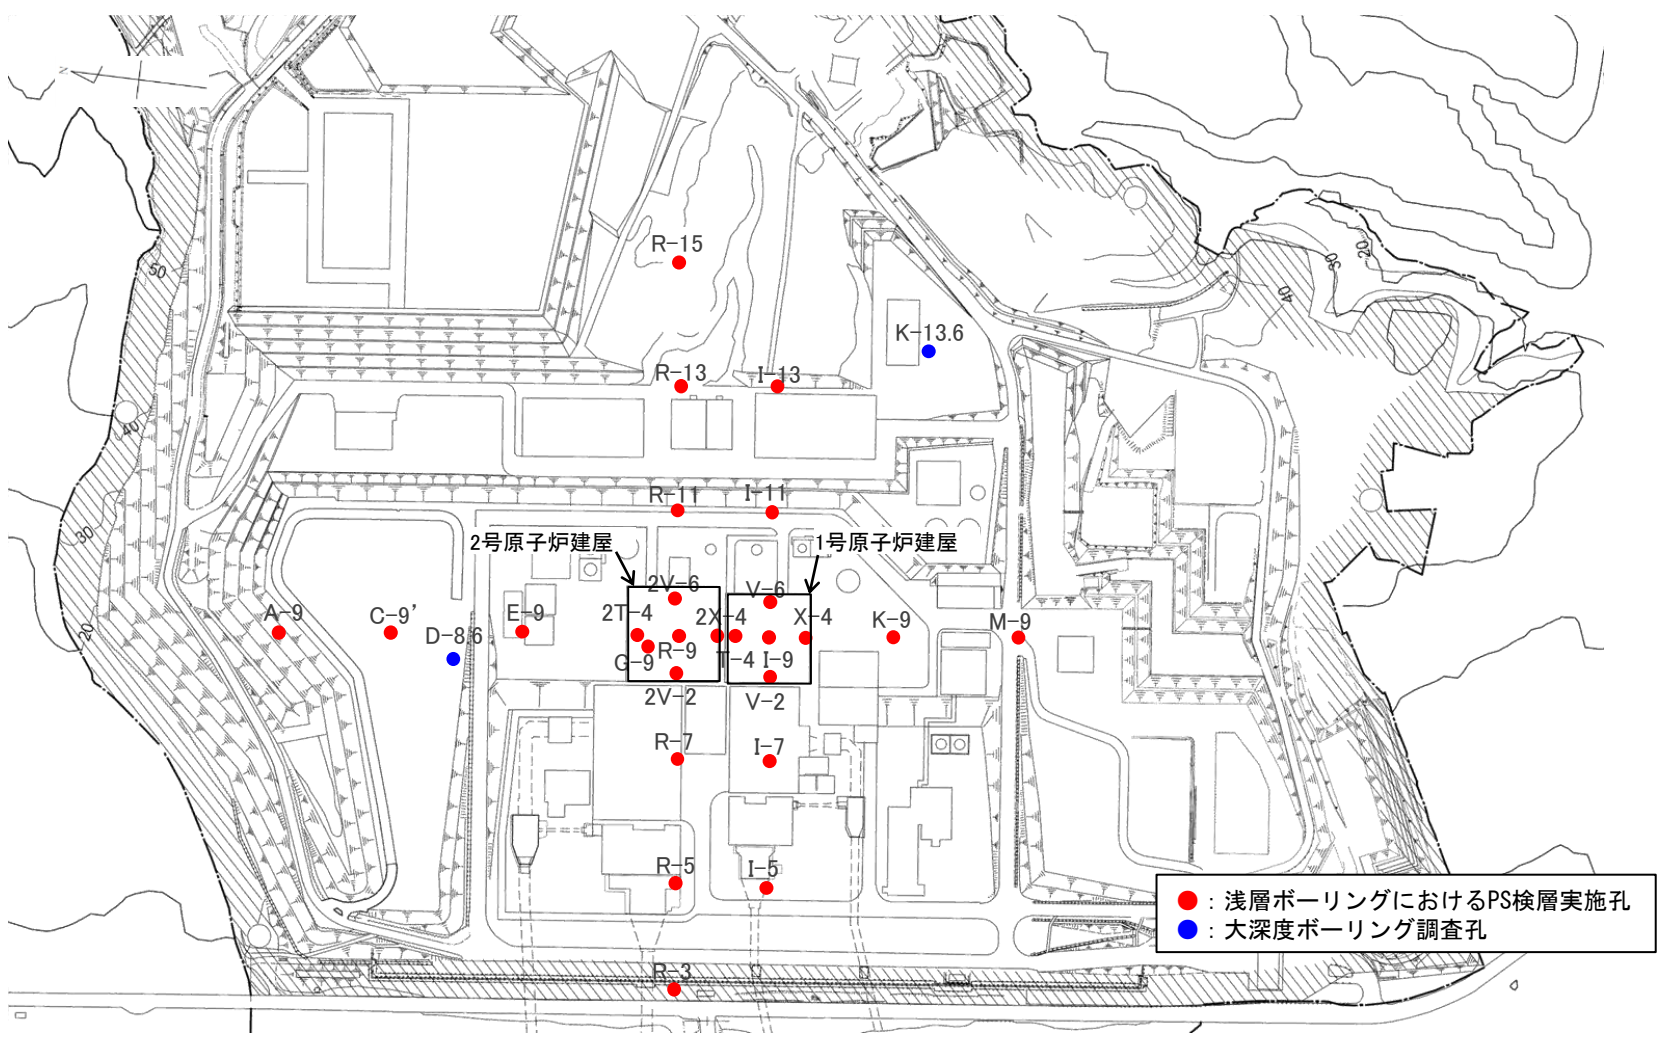 R-15
50
20
30
40
K-13.6
R-13
I-13
40
R-11
I-11
30
2号原子炉建屋
1号原子炉建屋
2V-6
V-6
A-9
C-9’
E-9
2T-4
2X-4
X-4
K-9
M-9
20
D-8.6
G-9
R-9
T-4
I-9
2V-2
V-2
R-7
I-7
R-5
I-5
R-3
：浅層ボーリングにおけるPS検層実施孔
：大深度ボーリング調査孔